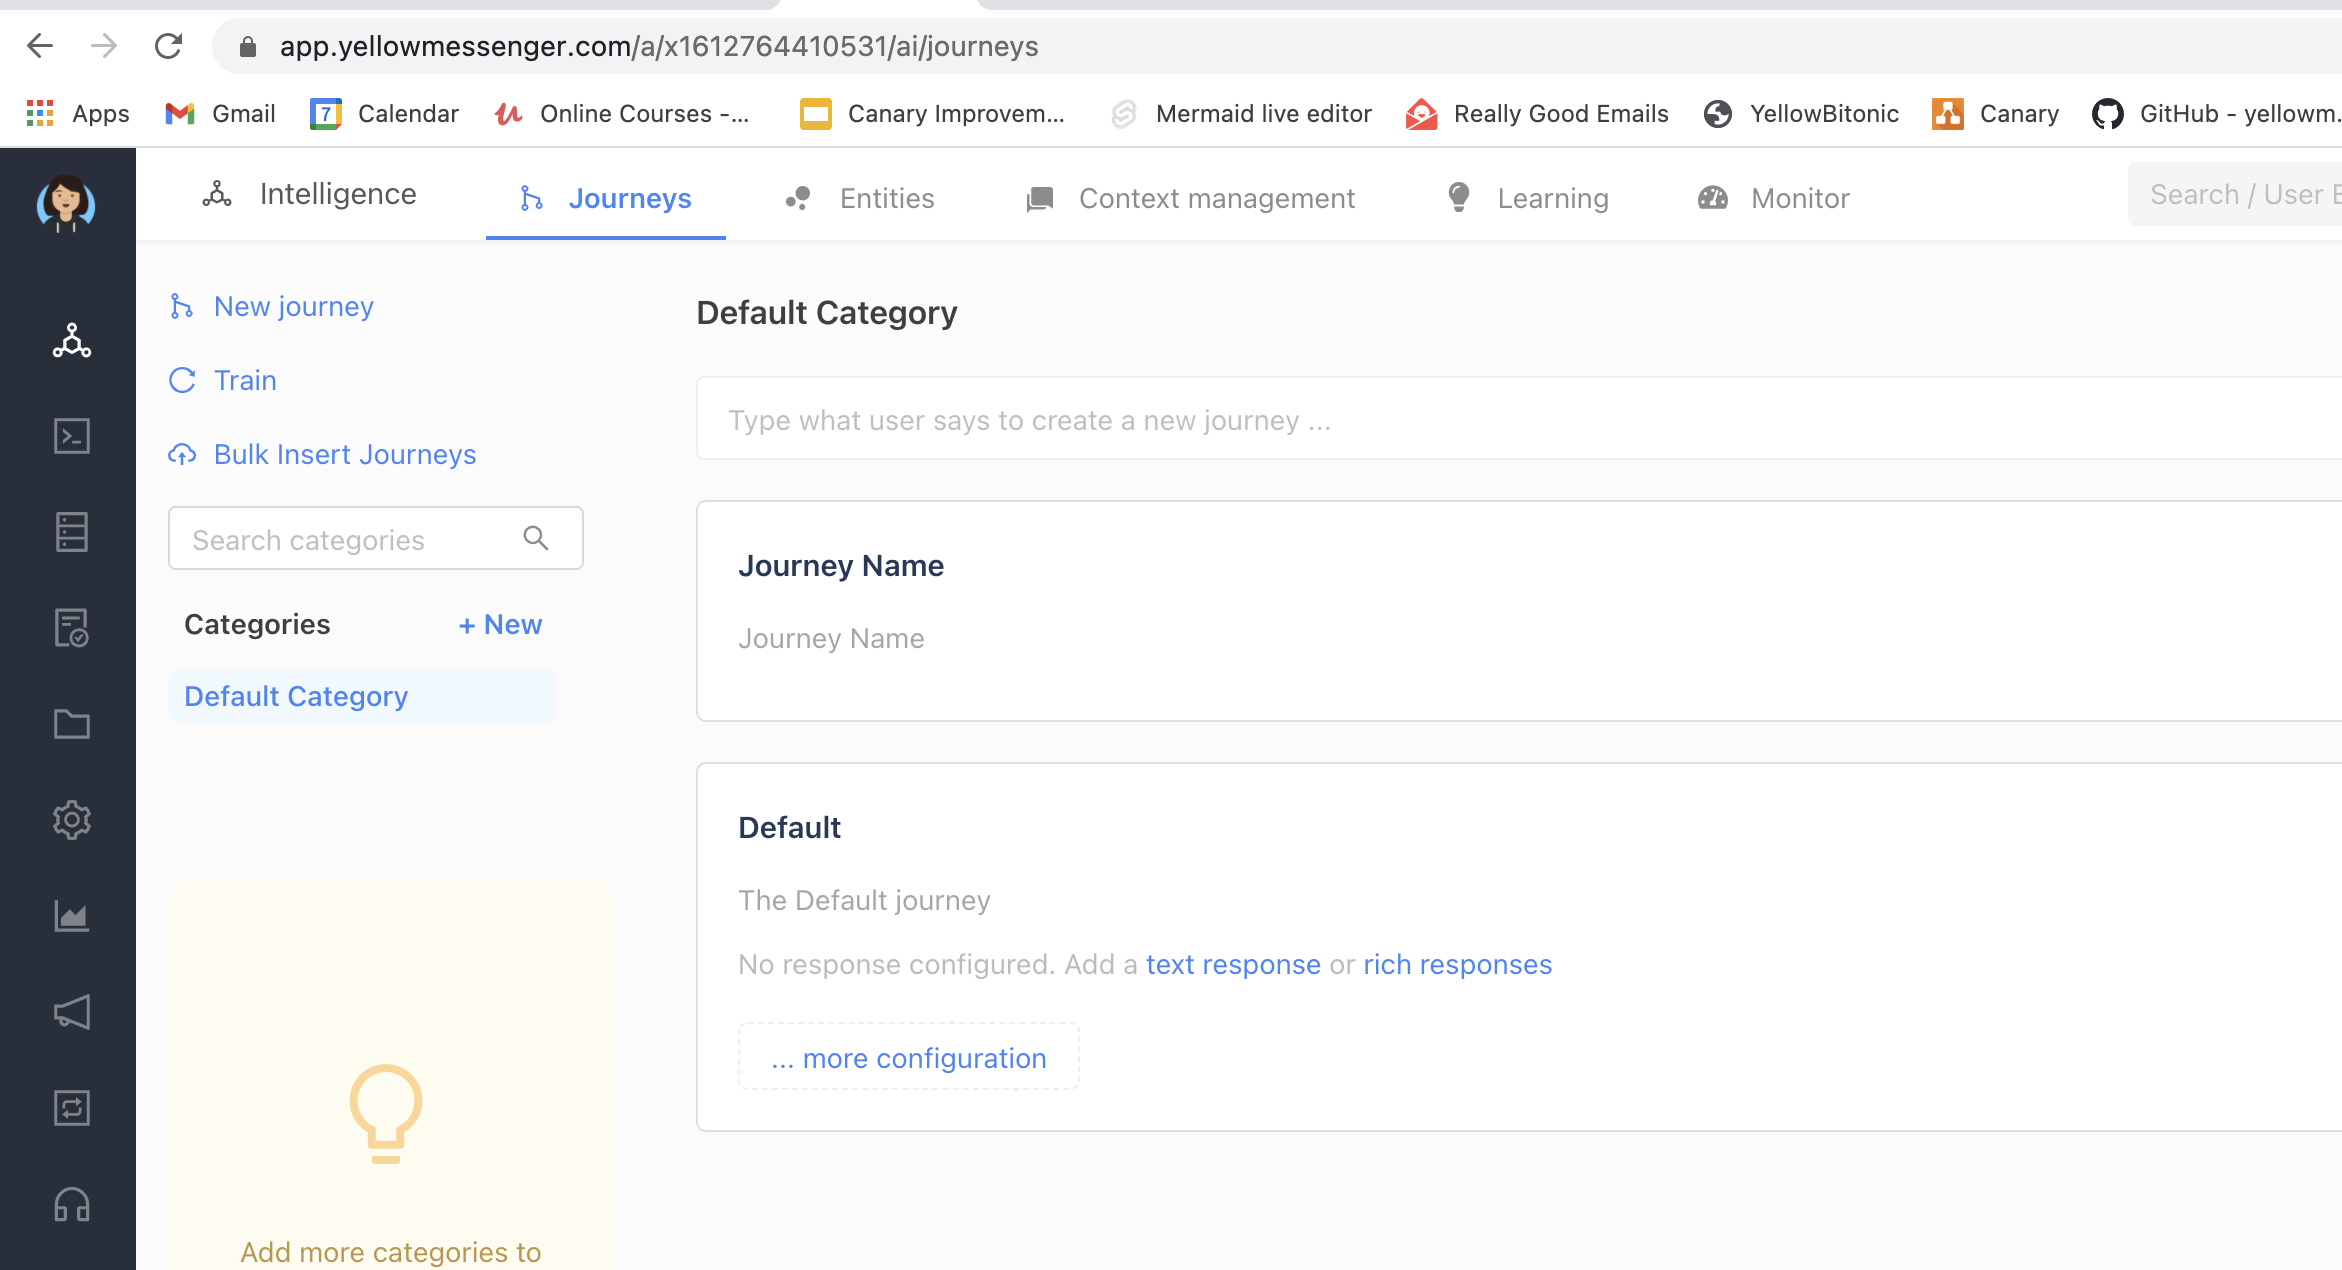 app.yellowmessenger.com/a/x1612764410531/ai/journeys
Apps Gmail 7 Calendar Online Courses -... Canary Improvem... Mermaid live editor Really Good Emails YellowBitonic Canary GitHub - yellowm.
Intelligence Journeys Entities Context management Learning Monitor Search / User
New journey
Train
Bulk Insert Journeys
Search categories
Categories + New
Default Category
Add more categories to
Default Category
Type what user says to create a new journey ...
Journey Name
Journey Name
Default
The Default journey
No response configured. Add a text response or rich responses
... more configuration